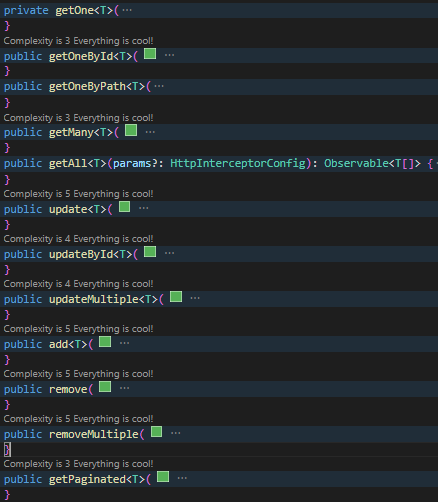 private getOne<T>(···
}
Complexity is 3 Everything is cool!
public getOneById<T>( ···
}
public getOneByPath<T>(···
}
Complexity is 3 Everything is cool!
public getMany<T>( ···
}
public getAll<T>(params?: HttpInterceptorConfig): Observable<T[]> {···
}
Complexity is 5 Everything is cool!
public update<T>( ···
}
Complexity is 4 Everything is cool!
public updateById<T>( ···
}
Complexity is 4 Everything is cool!
public updateMultiple<T>( ···
}
Complexity is 5 Everything is cool!
public add<T>( ···
}
Complexity is 5 Everything is cool!
public remove( ···
}
Complexity is 5 Everything is cool!
public removeMultiple( ···
}
Complexity is 3 Everything is cool!
public getPaginated<T>( ···
}